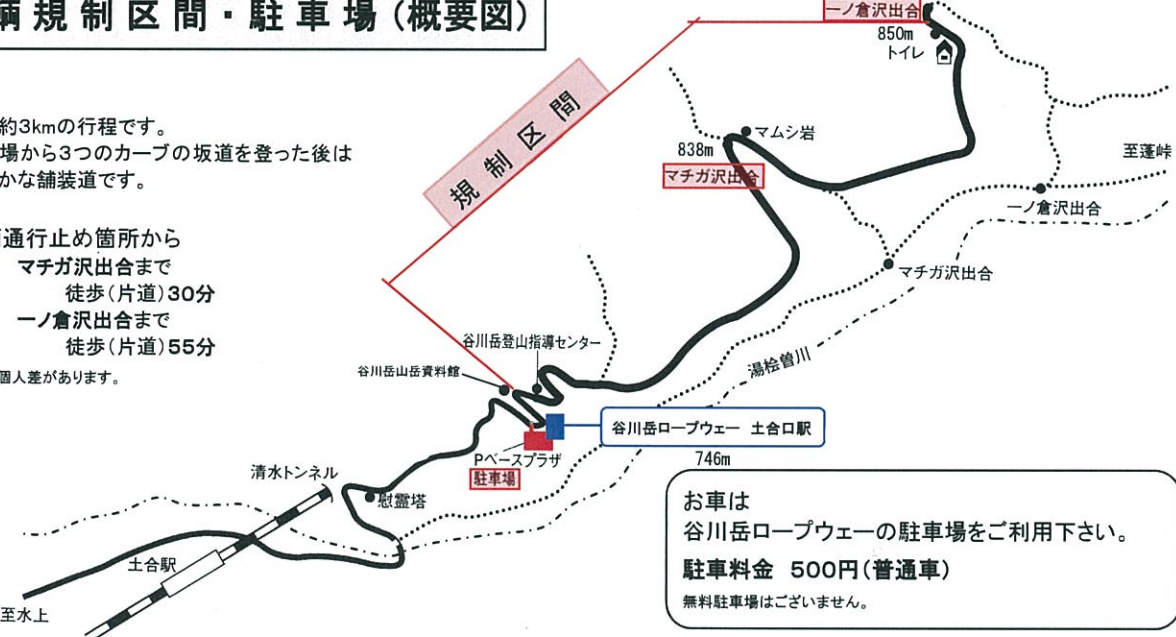 規制区間・駐車場(概要図)
一ノ倉沢出合
850m
トイレ
約3kmの行程です。
場から3つのカーブの坂道を登った後は
かな舗装道です。
通行止め箇所から
マチガ沢出合まで
徒歩(片道)30分
一ノ倉沢出合まで
徒歩(片道)55分
個人差があります。
規制区間
マムシ岩
838m
マチガ沢出合
至蓬峠
一ノ倉沢出合
マチガ沢出合
湯桧曽川
谷川岳登山指導センター
谷川岳山岳資料館
谷川岳ロープウェー 土合口駅
746m
Pベースプラザ
駐車場
清水トンネル
慰霊塔
土合駅
至水上
お車は
谷川岳ロープウェーの駐車場をご利用下さい。
駐車料金 500円(普通車)
無料駐車場はございません。